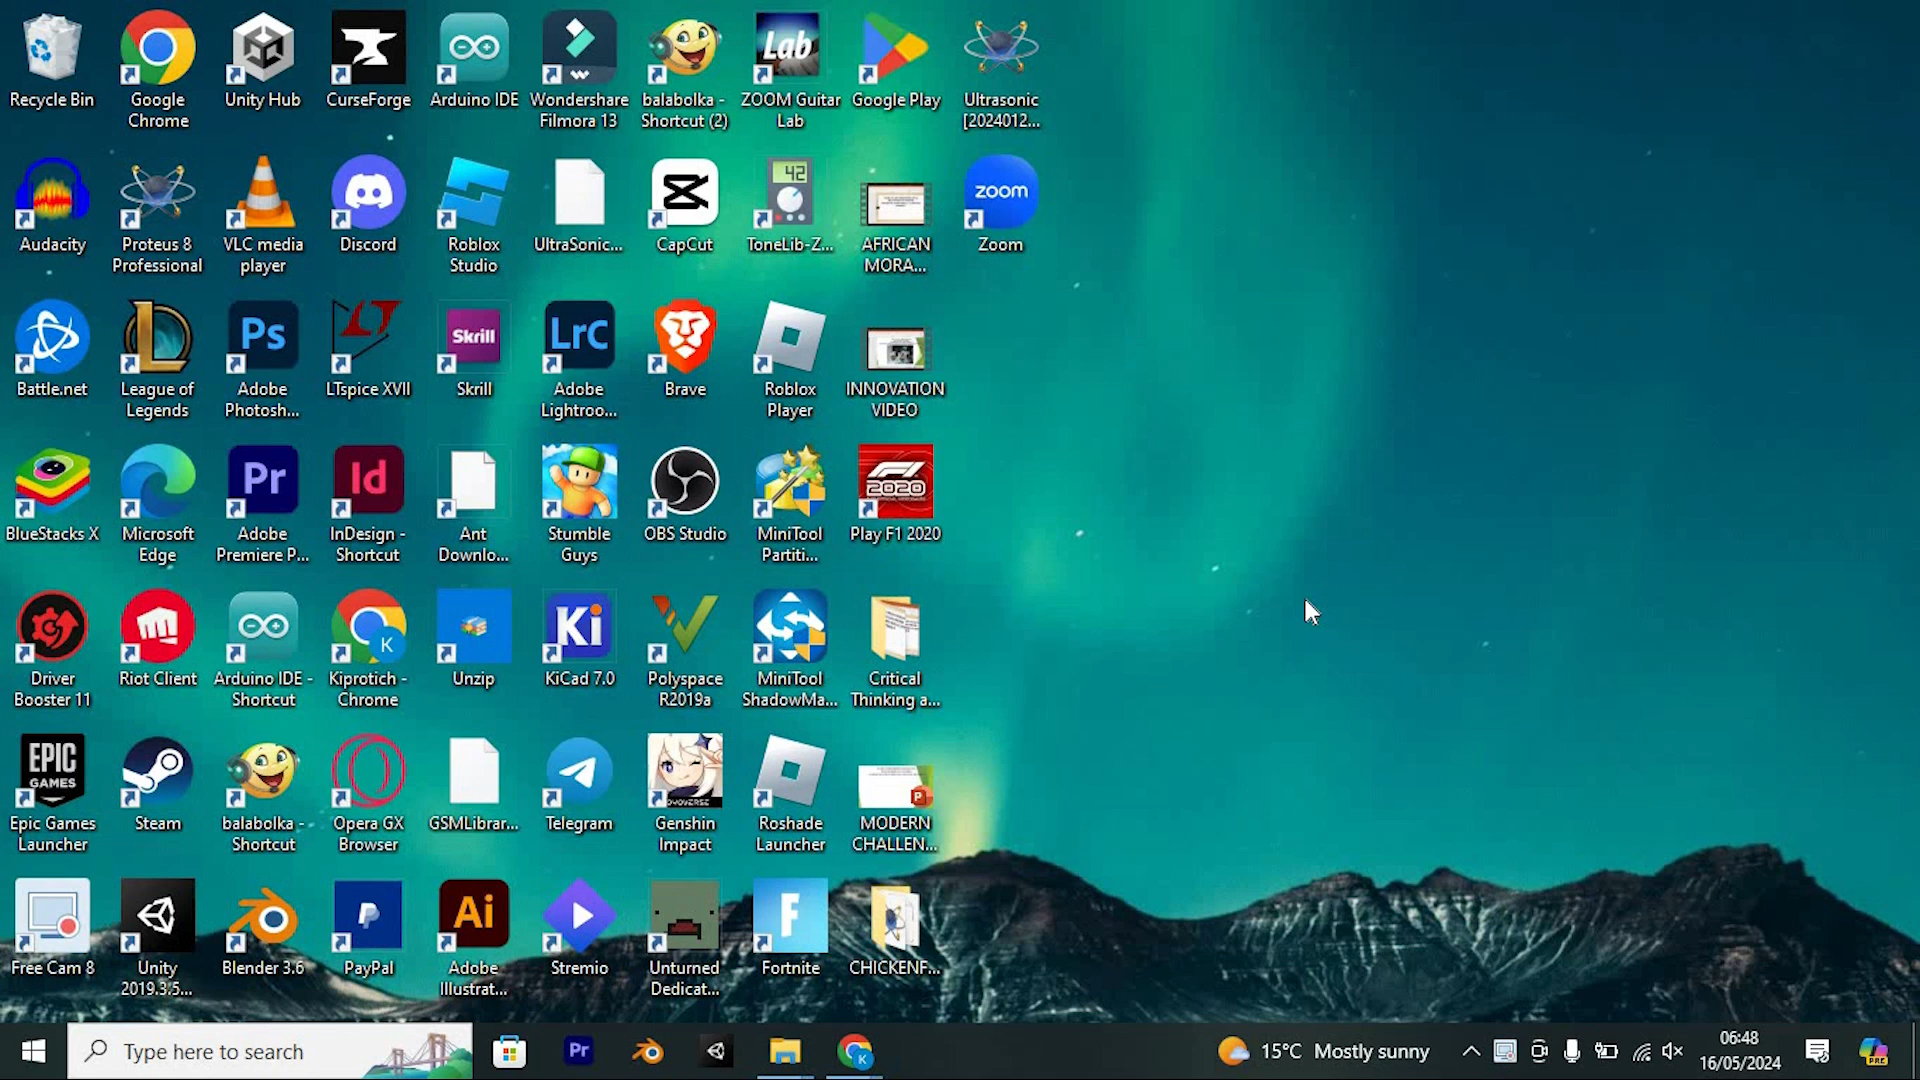 Recycle Bin
Google
Chrome
Unity Hub
CurseForge
Arduino IDE
Wondershare
Filmora 13
balabolka -
Shortcut (2)
Lab
ZOOM Guitar
Lab
Google Play
Ultrasonic
[2024012...
Audacity
Proteus 8
Professional
VLC media
player
Discord
Roblox
Studio
UltraSonic...
CapCut
42
ToneLib-Z...
AFRICAN
MORA...
zoom
Zoom
Battle.net
League of
Legends
Ps
Adobe
Photosh...
LT
LTspice XVII
Skrill
Skrill
LrC
Adobe
Lightroo...
Brave
Roblox
Player
INNOVATION
VIDEO
BlueStacks X
Microsoft
Edge
Pr
Adobe
Premiere P...
Id
InDesign -
Shortcut
Ant
Downlo...
Stumble
Guys
OBS Studio
MiniTool
Partiti...
F1
2020
Play F1 2020
Driver
Booster 11
Riot Client
Arduino IDE -
Shortcut
K
Kiprotich -
Chrome
Unzip
Ki
KiCad 7.0
Polyspace
R2019a
MiniTool
ShadowMa...
Critical
Thinking a...
EPIC
GAMES
Epic Games
Launcher
Steam
balabolka -
Shortcut
Opera GX
Browser
GSMLibrar...
Telegram
Genshin
Impact
Roshade
Launcher
P
MODERN
CHALLEN...
Free Cam 8
Unity
2019.3.5...
Blender 3.6
P
PayPal
Ai
Adobe
Illustrat...
Stremio
Unturned
Dedicat...
F
Fortnite
CHICKENF...
Type here to search
Pr
K
15°C Mostly sunny
06:48
16/05/2024
PRE